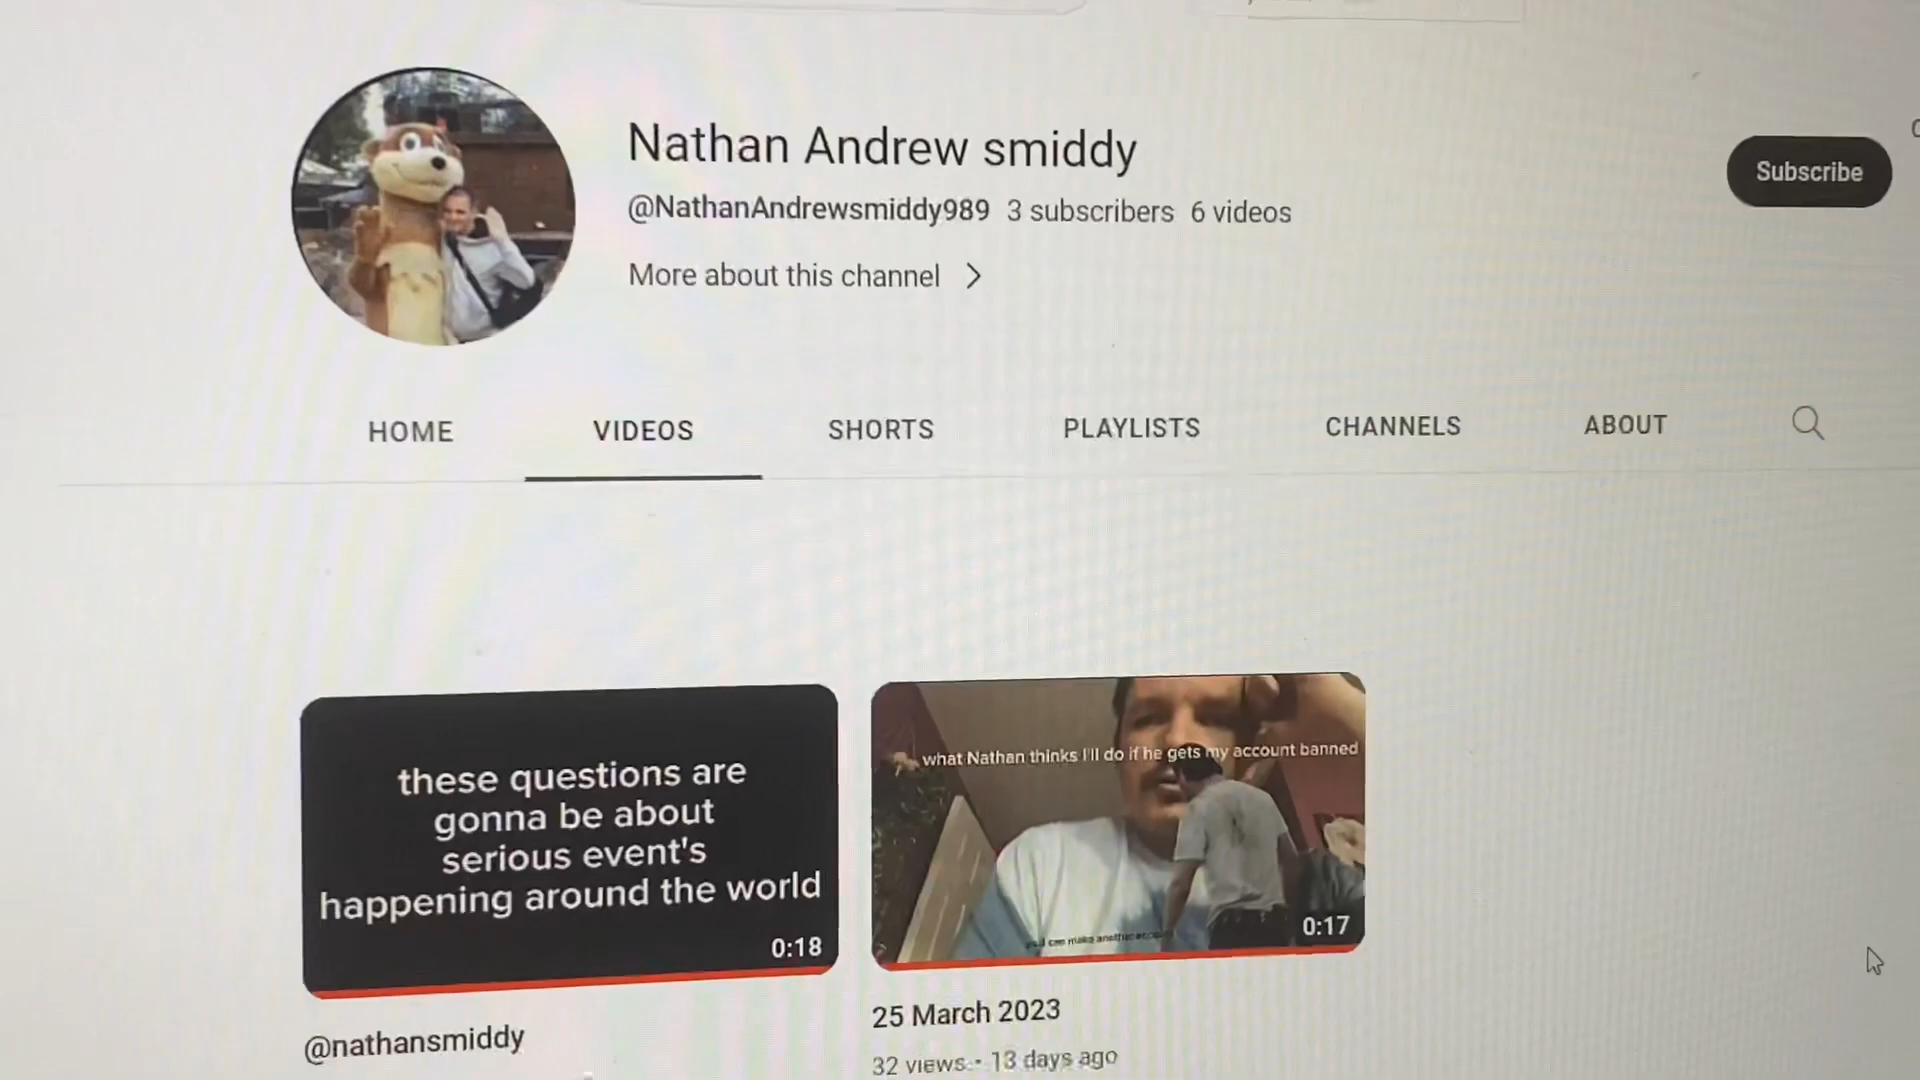 Nathan Andrew smiddy
@NathanAndrewsmiddy989 3 subscribers 6 videos
More about this channel
Subscribe
HOME VIDEOS SHORTS PLAYLISTS CHANNELS ABOUT
these questions are
gonna be about
serious event's
happening around the world
0:18
what Nathan thinks I'll do if he gets my account banned
0:17
@nathansmiddy
25 March 2023
32 views • 13 days ago